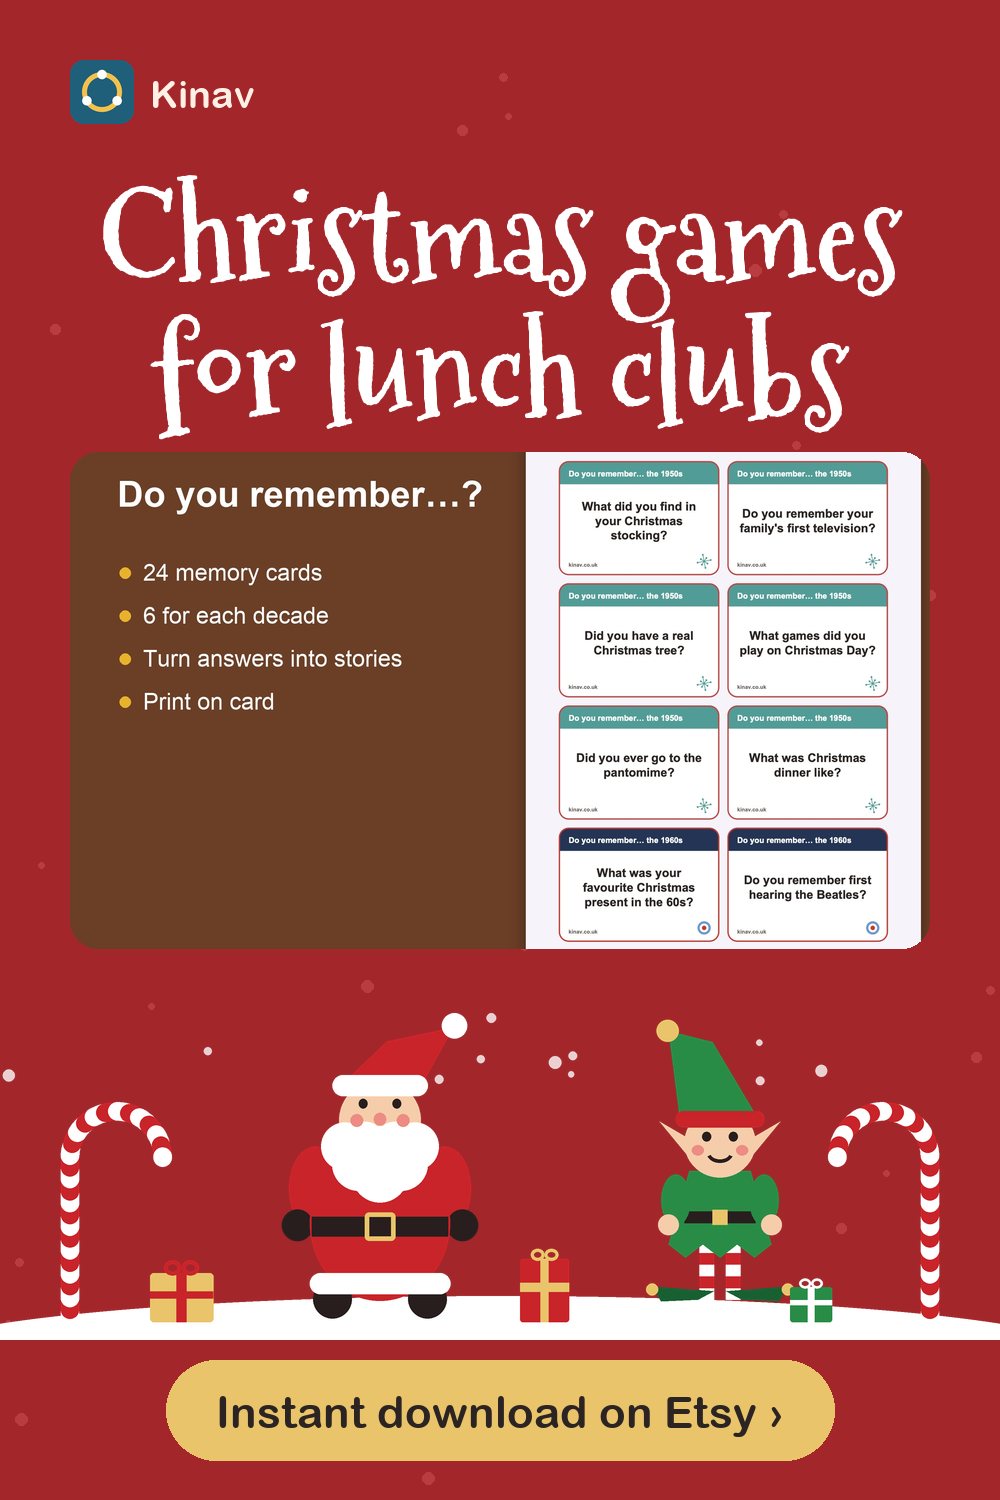 Kinav
Christmas games
for lunch clubs
Do you remember...?
24 memory cards
6 for each decade
Turn answers into stories
Print on card
Do you remember... the 1950s
What did you find in
your Christmas
stocking?
kinav.co.uk
Do you remember... the 1950s
Do you remember your
family's first television?
kinav.co.uk
Do you remember... the 1950s
Did you have a real
Christmas tree?
kinav.co.uk
Do you remember... the 1950s
What games did you
play on Christmas Day?
kinav.co.uk
Do you remember... the 1950s
Did you ever go to the
pantomime?
kinav.co.uk
Do you remember... the 1950s
What was Christmas
dinner like?
kinav.co.uk
Do you remember... the 1960s
What was your
favourite Christmas
present in the 60s?
kinav.co.uk
Do you remember... the 1960s
Do you remember first
hearing the Beatles?
kinav.co.uk
Instant download on Etsy ›